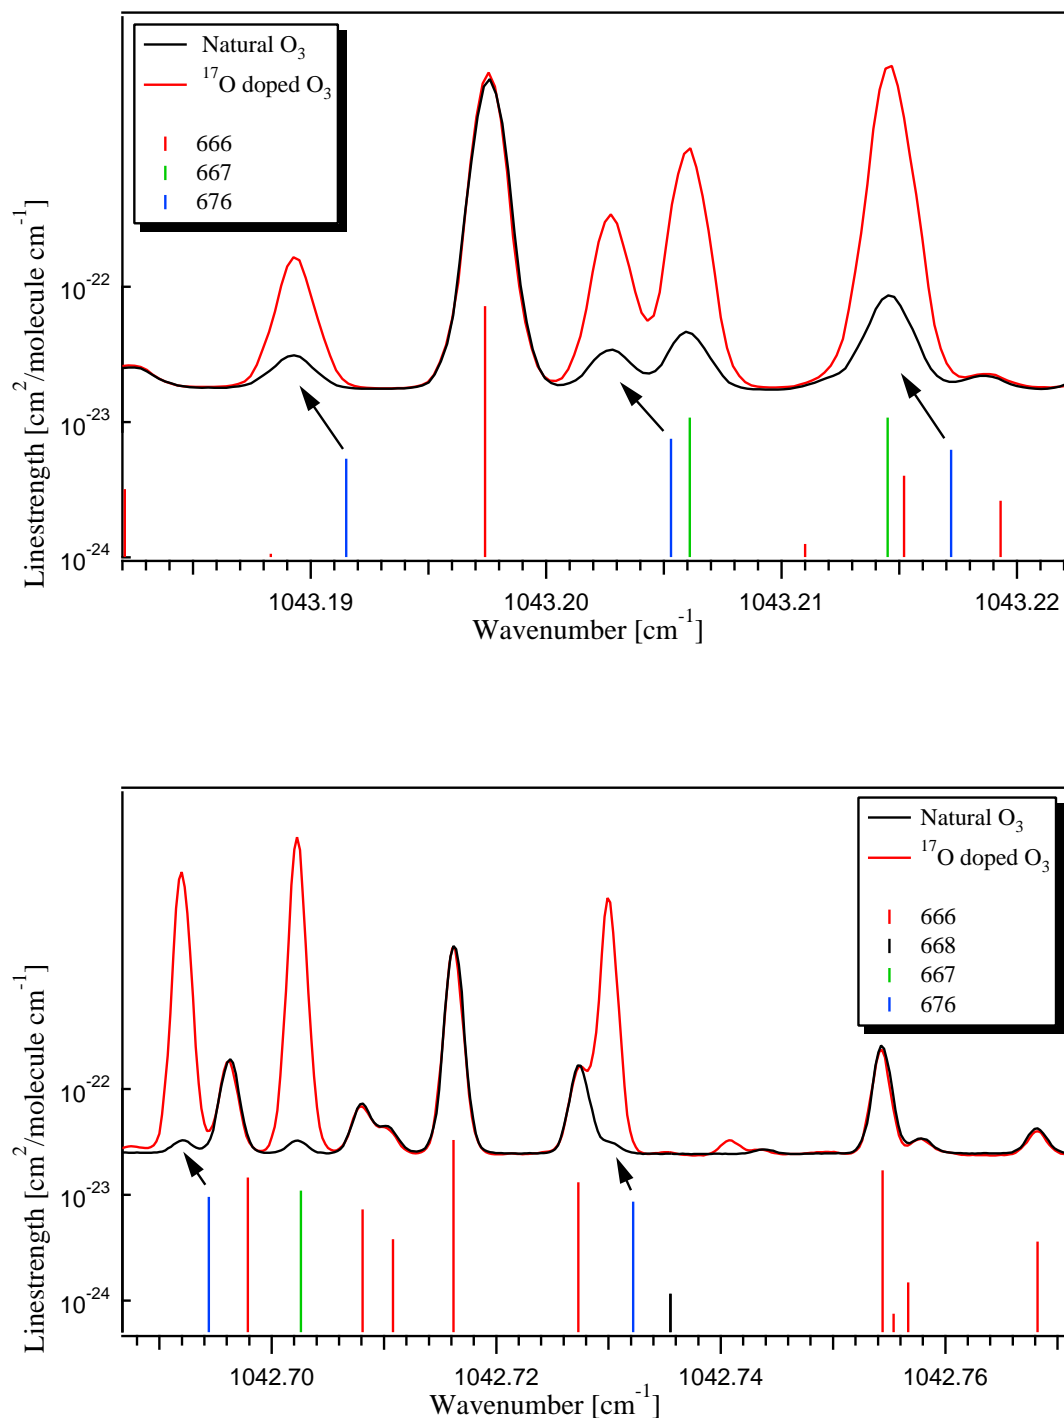 Natural O3
17O doped O3
666
667
676
Linestrength [cm2/molecule cm-1]
10-22
10-23
10-24
1043.19
1043.20
1043.21
1043.22
Wavenumber [cm-1]
Natural O3
17O doped O3
666
668
667
676
Linestrength [cm2/molecule cm-1]
10-22
10-23
10-24
1042.70
1042.72
1042.74
1042.76
Wavenumber [cm-1]